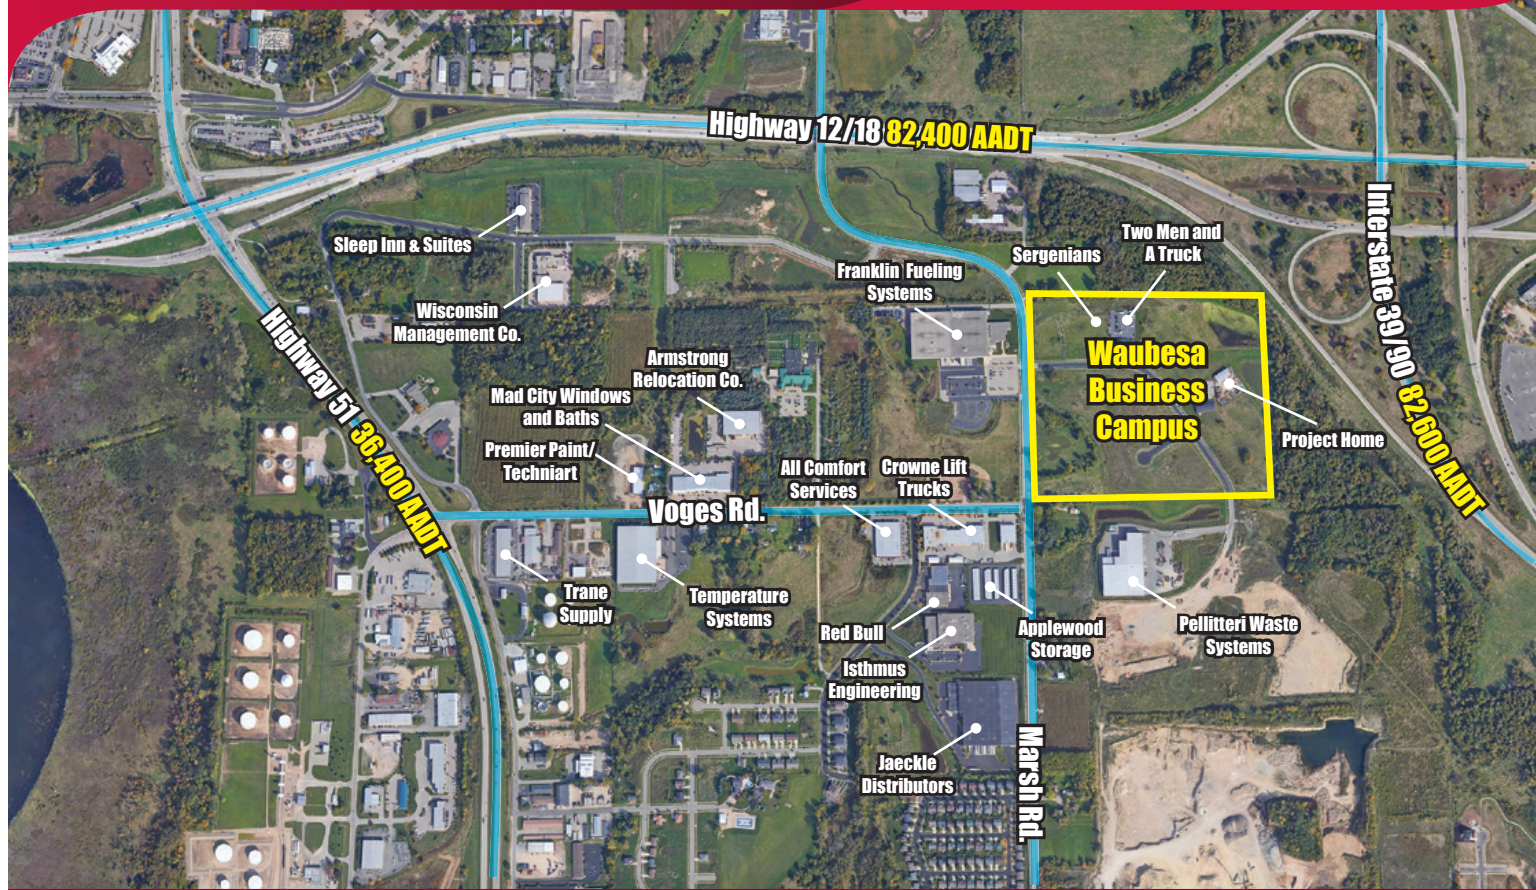 Highway 12/18 82,400 AADT
Interstate 39/90 82,600 AADT
Sleep Inn & Suites
Two Men and
A Truck
Sergenians
Franklin Fueling
Systems
Wisconsin
Management Co.
Highway 51 36,400 AADT
Waubesa
Business
Campus
Armstrong
Relocation Co.
Mad City Windows
and Baths
Project Home
Premier Paint/
Techniart
All Comfort
Services
Crowne Lift
Trucks
Voges Rd.
Trane
Supply
Temperature
Systems
Red Bull
Applewood
Storage
Pellitteri Waste
Systems
Isthmus
Engineering
Jaeckle
Distributors
Marsh Rd.